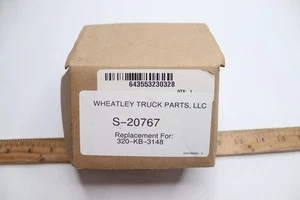 643553230328
QTY: 1
WHEATLEY TRUCK PARTS, LLC
S-20767
Replacement For:
320-KB-3148